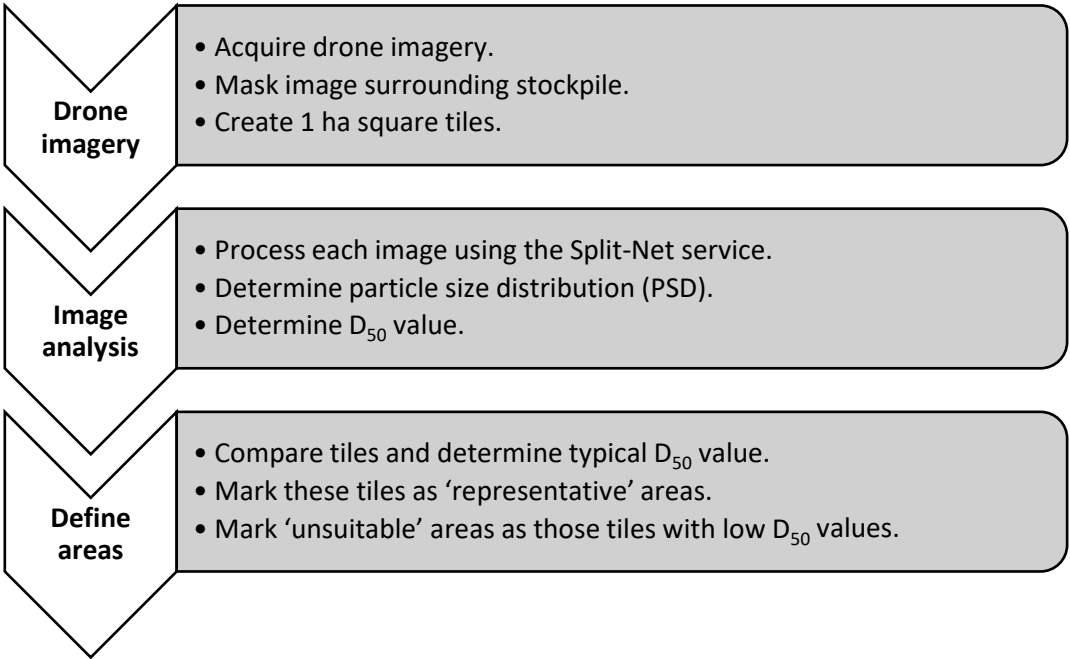 Drone
imagery
• Acquire drone imagery.
• Mask image surrounding stockpile.
• Create 1 ha square tiles.
Image
analysis
• Process each image using the Split-Net service.
• Determine particle size distribution (PSD).
• Determine D₅₀ value.
Define
areas
• Compare tiles and determine typical D₅₀ value.
• Mark these tiles as ‘representative’ areas.
• Mark ‘unsuitable’ areas as those tiles with low D₅₀ values.